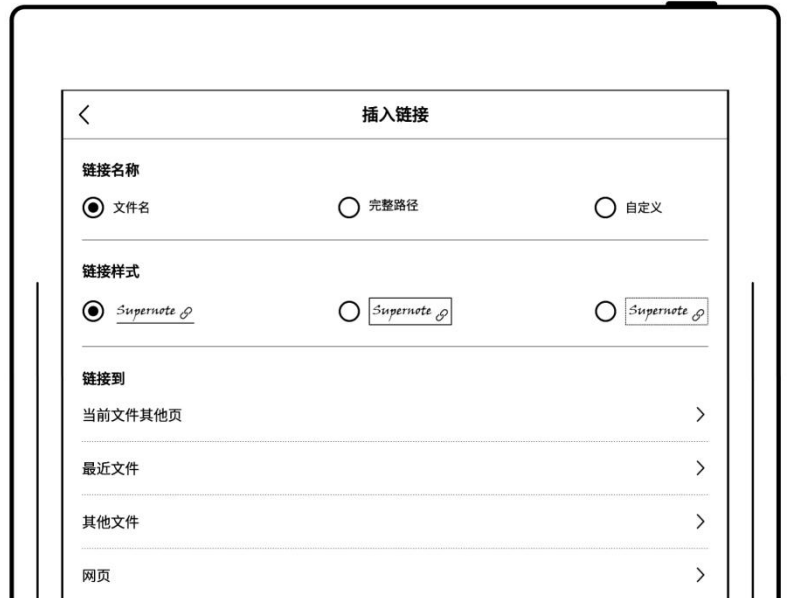 插入链接
链接名称
文件名 完整路径 自定义
链接样式
Supernote Supernote Supernote
链接到
当前文件其他页
最近文件
其他文件
网页